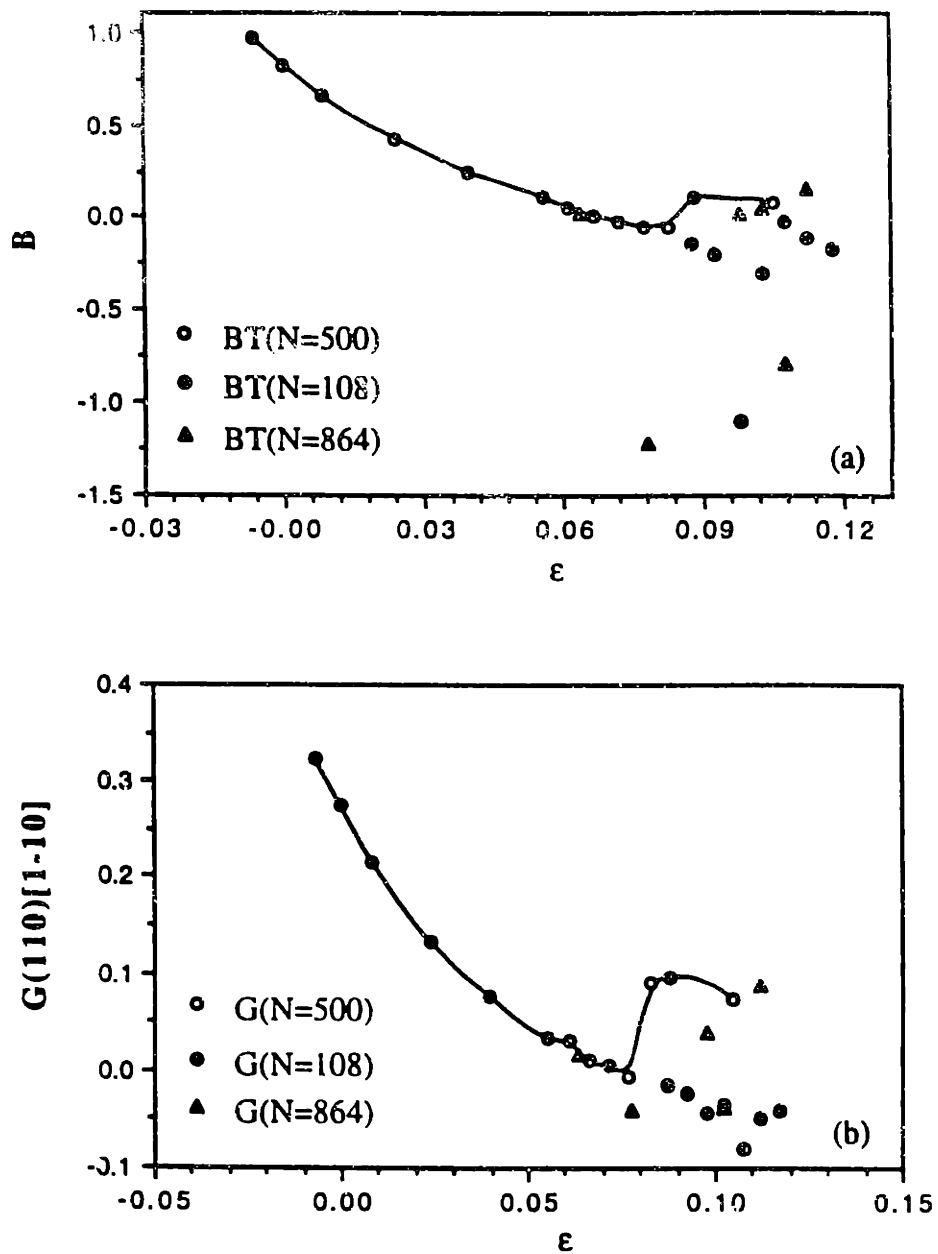 1.0
0.5
0.0
-0.5
-1.0
-1.5
B
BT(N=500)
BT(N=108)
BT(N=864)
(a)
-0.03 -0.00 0.03 0.06 0.09 0.12
ε
0.4
0.3
0.2
0.1
0.0
-0.1
G(110)[1-10]
G(N=500)
G(N=108)
G(N=864)
(b)
-0.05 0.00 0.05 0.10 0.15
ε